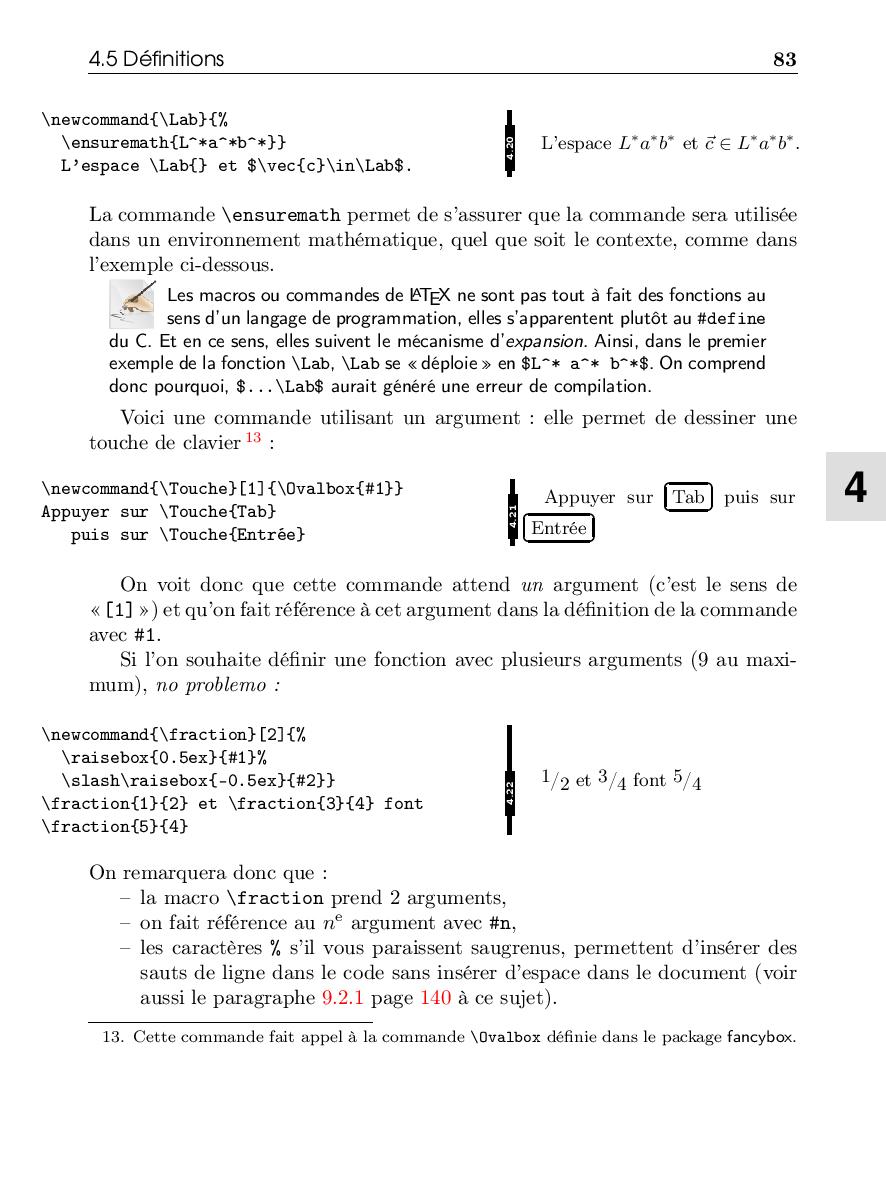 4.5 Définitions 83
\newcommand{\Lab}{%
\ensuremath{L^*a^*b^*}}
L'espace \Lab{} et $\vec{c}\in\Lab$.
4.20
L'espace L*a*b* et c⃗ ∈ L*a*b*.
La commande \ensuremath permet de s'assurer que la commande sera utilisée
dans un environnement mathématique, quel que soit le contexte, comme dans
l'exemple ci-dessous.
Les macros ou commandes de LATEX ne sont pas tout à fait des fonctions au
sens d'un langage de programmation, elles s'apparentent plutôt au #define
du C. Et en ce sens, elles suivent le mécanisme d'expansion. Ainsi, dans le premier
exemple de la fonction \Lab, \Lab se « déploie » en $L^* a^* b^*$. On comprend
donc pourquoi, $...\Lab$ aurait généré une erreur de compilation.
Voici une commande utilisant un argument : elle permet de dessiner une
touche de clavier 13 :
\newcommand{\Touche}[1]{\Ovalbox{#1}}
Appuyer sur \Touche{Tab}
puis sur \Touche{Entrée}
4.21
Appuyer sur Tab puis sur
Entrée
4
On voit donc que cette commande attend un argument (c'est le sens de
« [1] ») et qu'on fait référence à cet argument dans la définition de la commande
avec #1.
Si l'on souhaite définir une fonction avec plusieurs arguments (9 au maxi-
mum), no problemo :
\newcommand{\fraction}[2]{%
\raisebox{0.5ex}{#1}%
\slash\raisebox{-0.5ex}{#2}}
\fraction{1}{2} et \fraction{3}{4} font
\fraction{5}{4}
4.22
1/2 et 3/4 font 5/4
On remarquera donc que :
– la macro \fraction prend 2 arguments,
– on fait référence au nᵉ argument avec #n,
– les caractères % s'il vous paraissent saugrenus, permettent d'insérer des
sauts de ligne dans le code sans insérer d'espace dans le document (voir
aussi le paragraphe 9.2.1 page 140 à ce sujet).
13. Cette commande fait appel à la commande \Ovalbox définie dans le package fancybox.